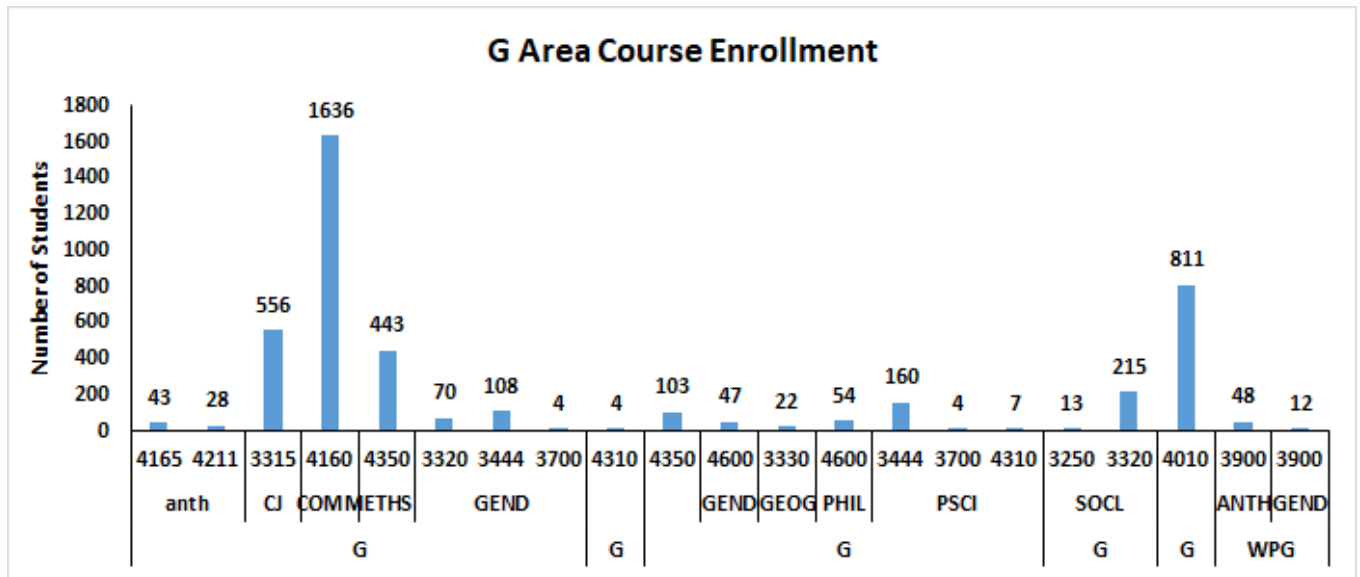 G Area Course Enrollment
Number of Students
1800
1600
1400
1200
1000
800
600
400
200
0
43 28 556 1636 443 70 108 4 4 103 47 22 54 160 4 7 13 215 811 48 12
4165 4211 3315 4160 4350 3320 3444 3700 4310 4350 4600 3330 4600 3444 3700 4310 3250 3320 4010 3900 3900
anth CJ COMM ETHS GEND GEND GEOG PHIL PSCI SOCL ANTH GEND
G G G G G WPG